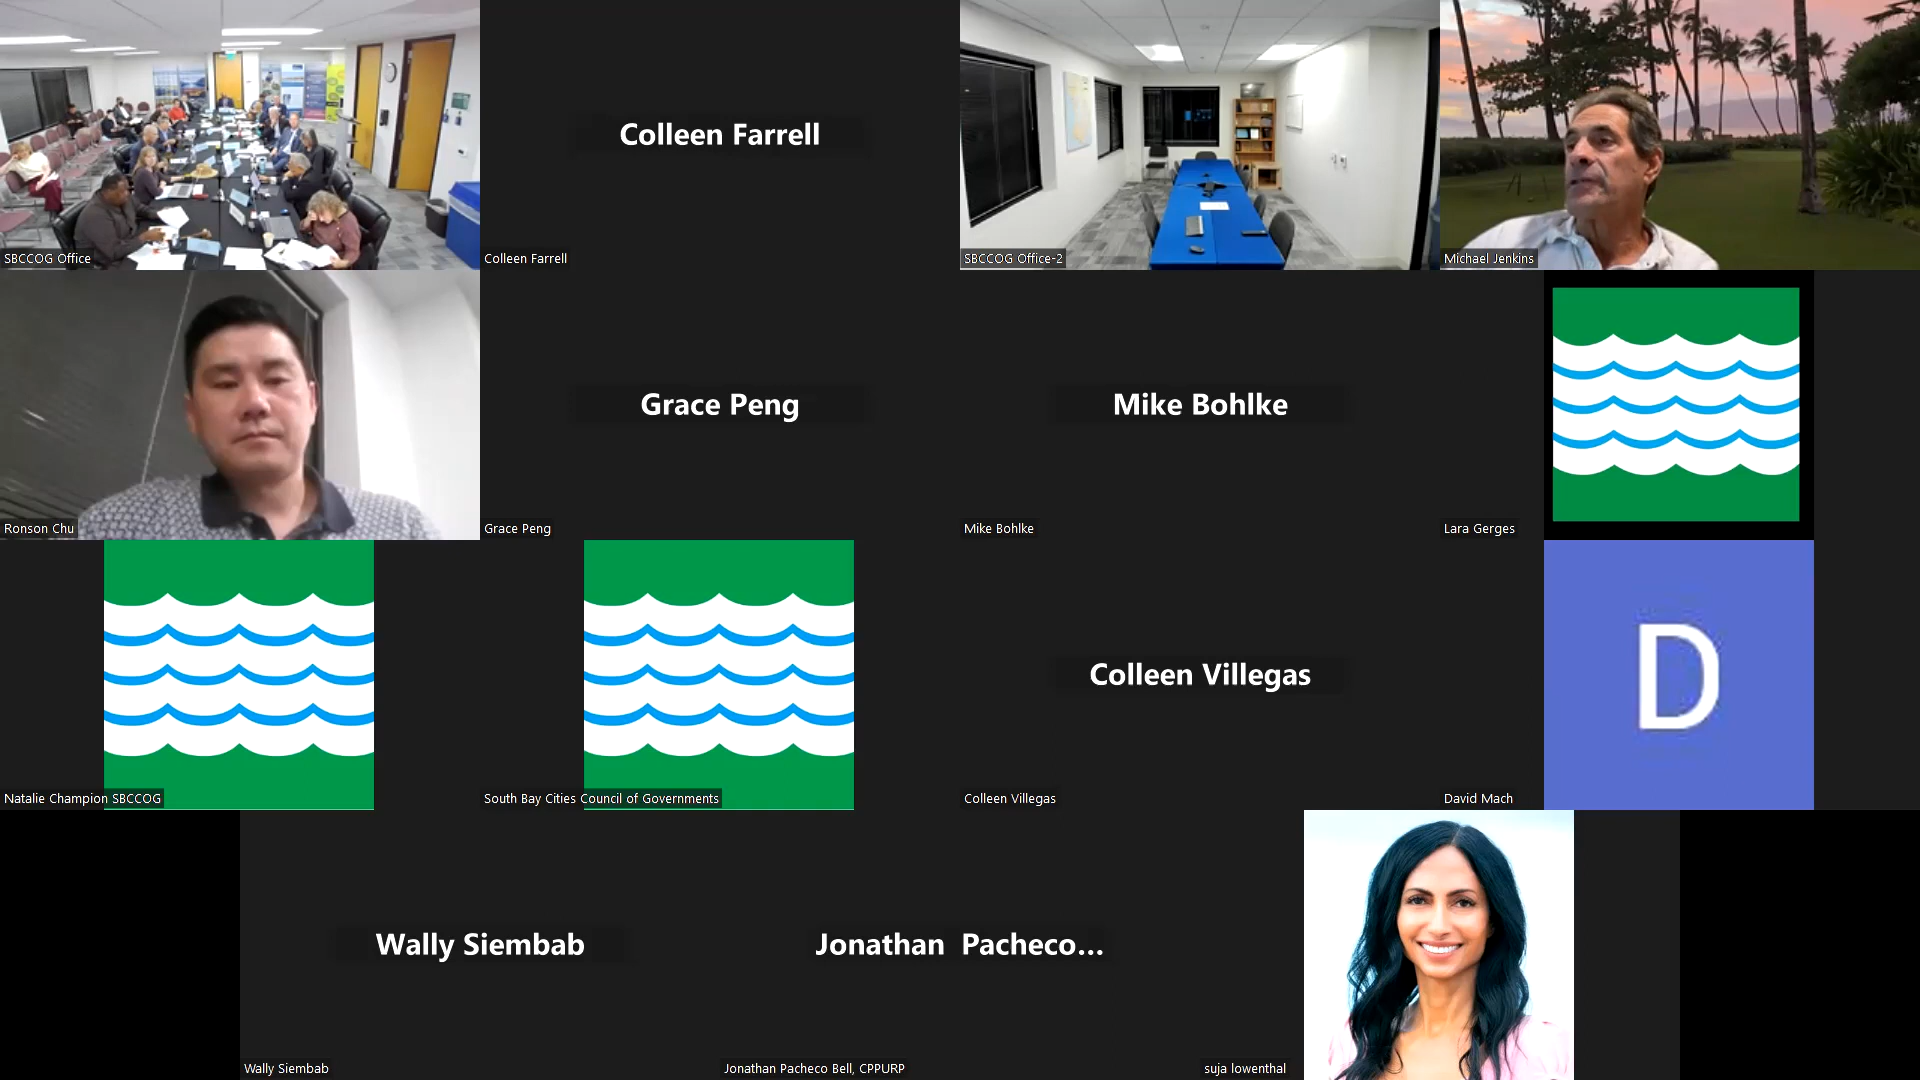 SBCCOG Office
Colleen Farrell
Colleen Farrell
SBCCOG Office-2
Michael Jenkins
Ronson Chu
Grace Peng
Grace Peng
Mike Bohlke
Mike Bohlke
Lara Gerges
Natalie Champion SBCCOG
South Bay Cities Council of Governments
Colleen Villegas
Colleen Villegas
David Mach
D
Wally Siembab
Wally Siembab
Jonathan Pacheco...
Jonathan Pacheco Bell, CPPURP
suja lowenthal